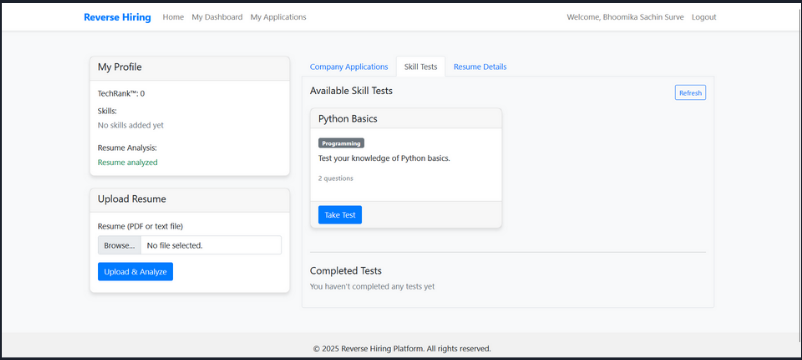 Reverse Hiring Home My Dashboard My Applications Welcome, Bhoomika Sachin Surve Logout
My Profile
TechRank™: 0
Skills:
No skills added yet
Resume Analysis:
Resume analyzed
Upload Resume
Resume (PDF or text file)
Browse... No file selected.
Upload & Analyze
Company Applications Skill Tests Resume Details
Available Skill Tests Refresh
Python Basics
Programming
Test your knowledge of Python basics.
2 questions
Take Test
Completed Tests
You haven't completed any tests yet
© 2025 Reverse Hiring Platform. All rights reserved.